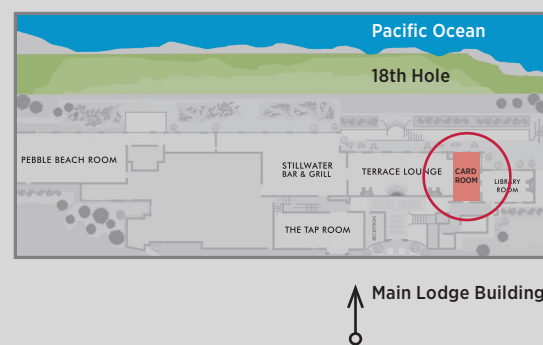 Pacific Ocean
18th Hole
PEBBLE BEACH ROOM
STILLWATER
BAR & GRILL
TERRACE LOUNGE
CARD
ROOM
LIBRARY
ROOM
THE TAP ROOM
RECEPTION
Main Lodge Building